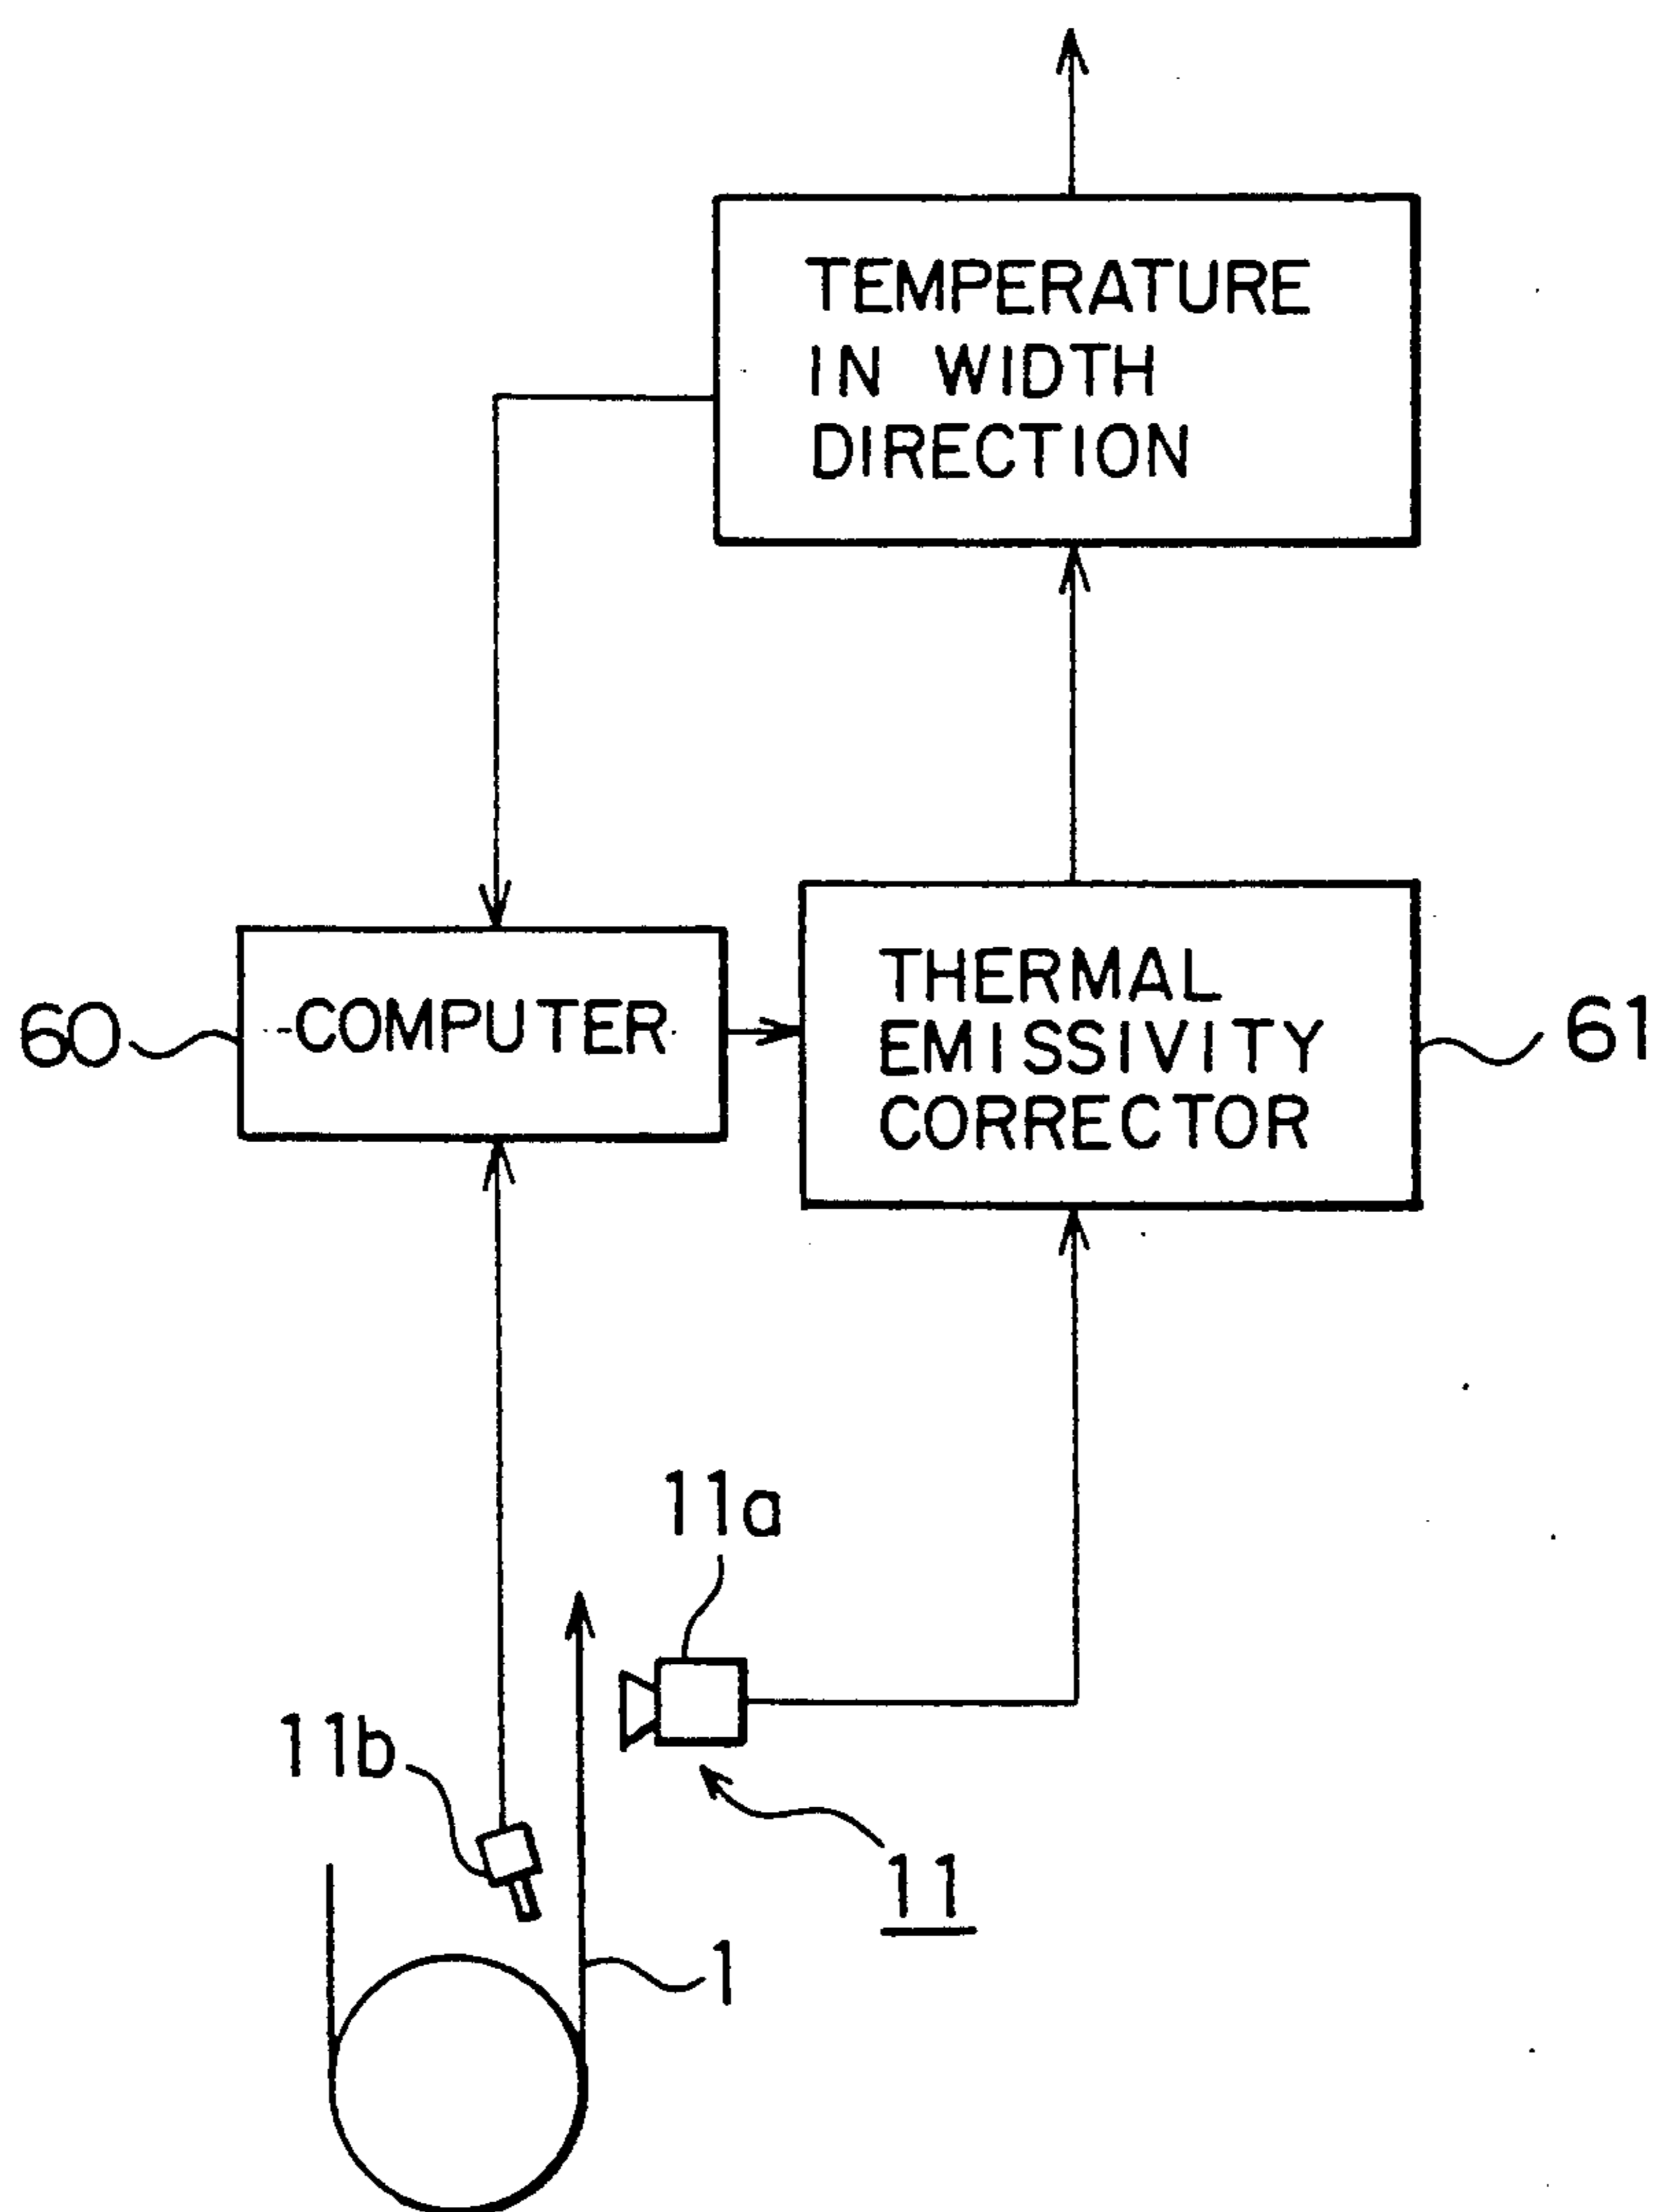 TEMPERATURE
IN WIDTH
DIRECTION
60
COMPUTER
THERMAL
EMISSIVITY
CORRECTOR
61
11a
11b
11
1